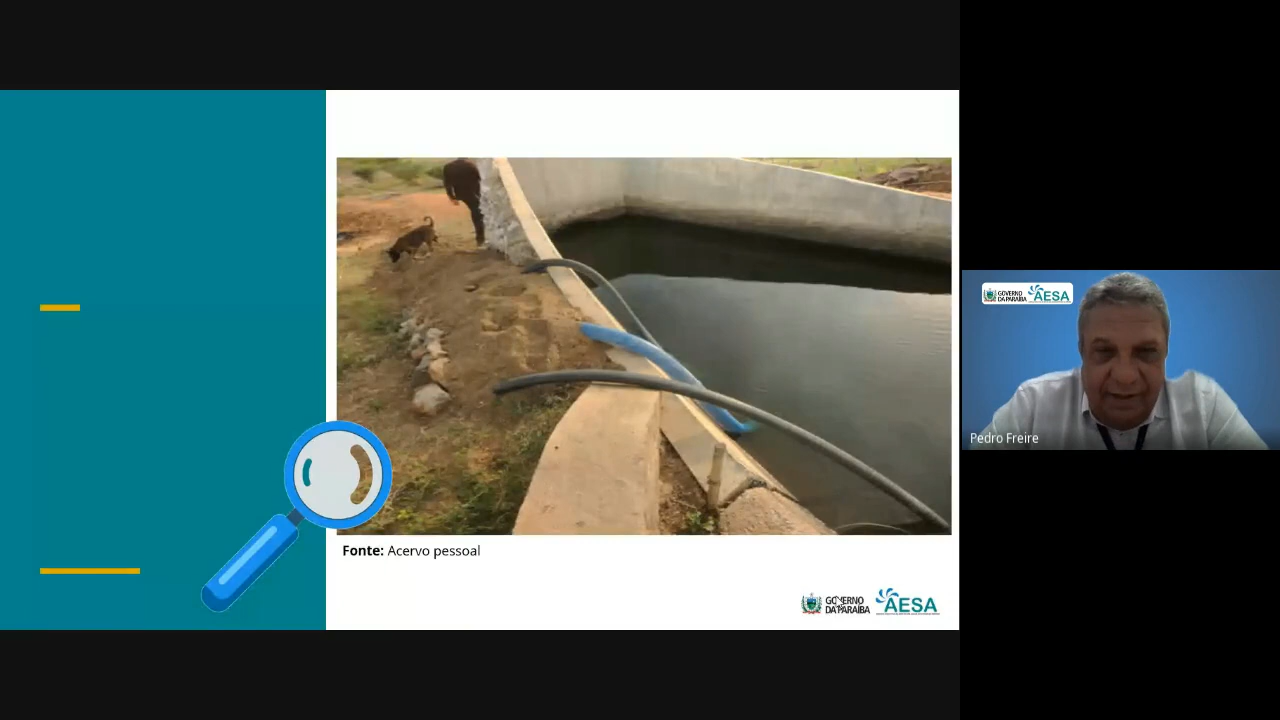 Fonte: Acervo pessoal
GOVERNO
DA PARAÍBA
AESA
GOVERNO
DA PARAÍBA
AESA
Pedro Freire